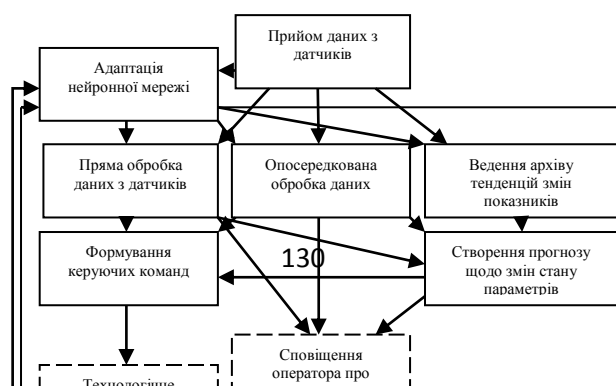 Прийом даних з
датчиків
Адаптація
нейронної мережі
Пряма обробка
даних з датчиків
Опосередкована
обробка даних
Ведення архіву
тенденцій змін
показників
Формування
керуючих команд
130
Створення прогнозу
щодо змін стану
параметрів
Сповіщення
оператора про
Технологічне